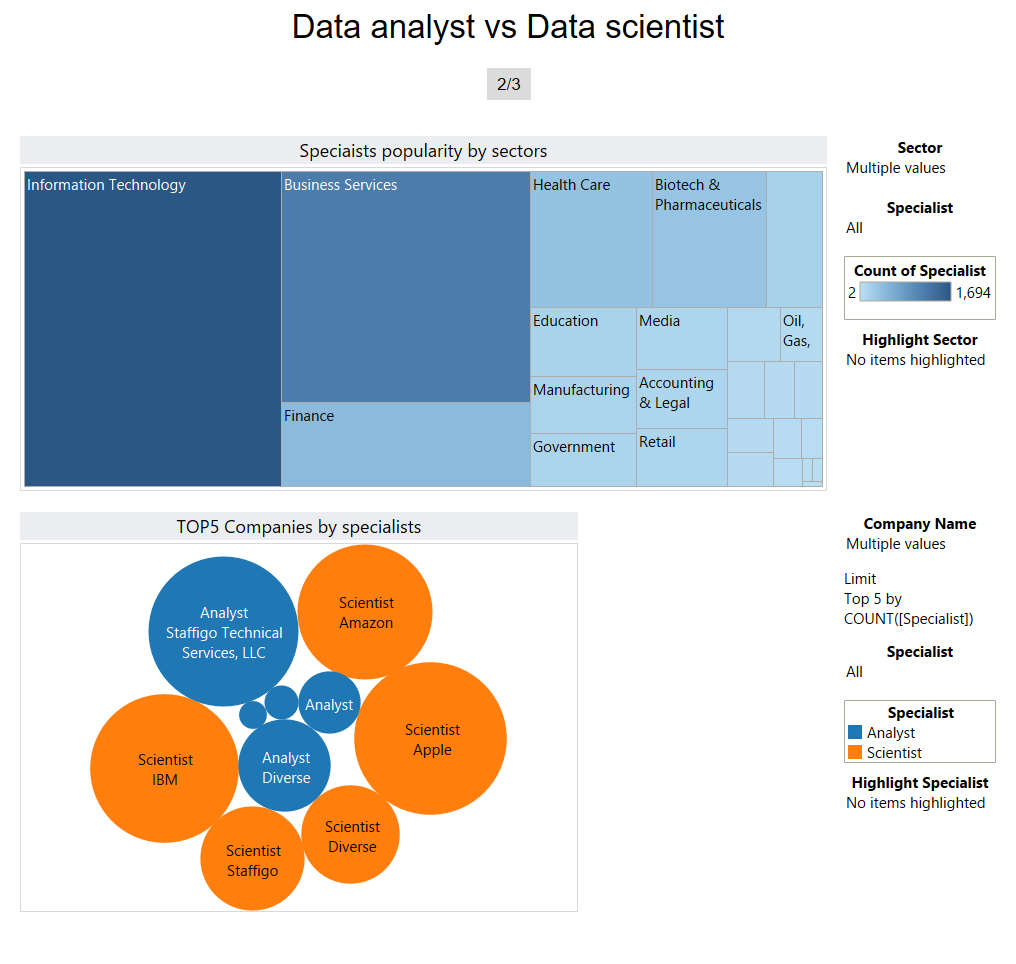 Data analyst vs Data scientist
2/3
Speciaists popularity by sectors
Information Technology
Business Services
Finance
Health Care
Biotech &
Pharmaceuticals
Education
Manufacturing
Government
Media
Accounting
& Legal
Retail
Oil,
Gas,
Sector
Multiple values
Specialist
All
Count of Specialist
2 1,694
Highlight Sector
No items highlighted
TOP5 Companies by specialists
Analyst
Staffigo Technical
Services, LLC
Scientist
Amazon
Analyst
Scientist
Apple
Scientist
IBM
Analyst
Diverse
Scientist
Diverse
Scientist
Staffigo
Company Name
Multiple values
Limit
Top 5 by
COUNT([Specialist])
Specialist
All
Specialist
Analyst
Scientist
Highlight Specialist
No items highlighted